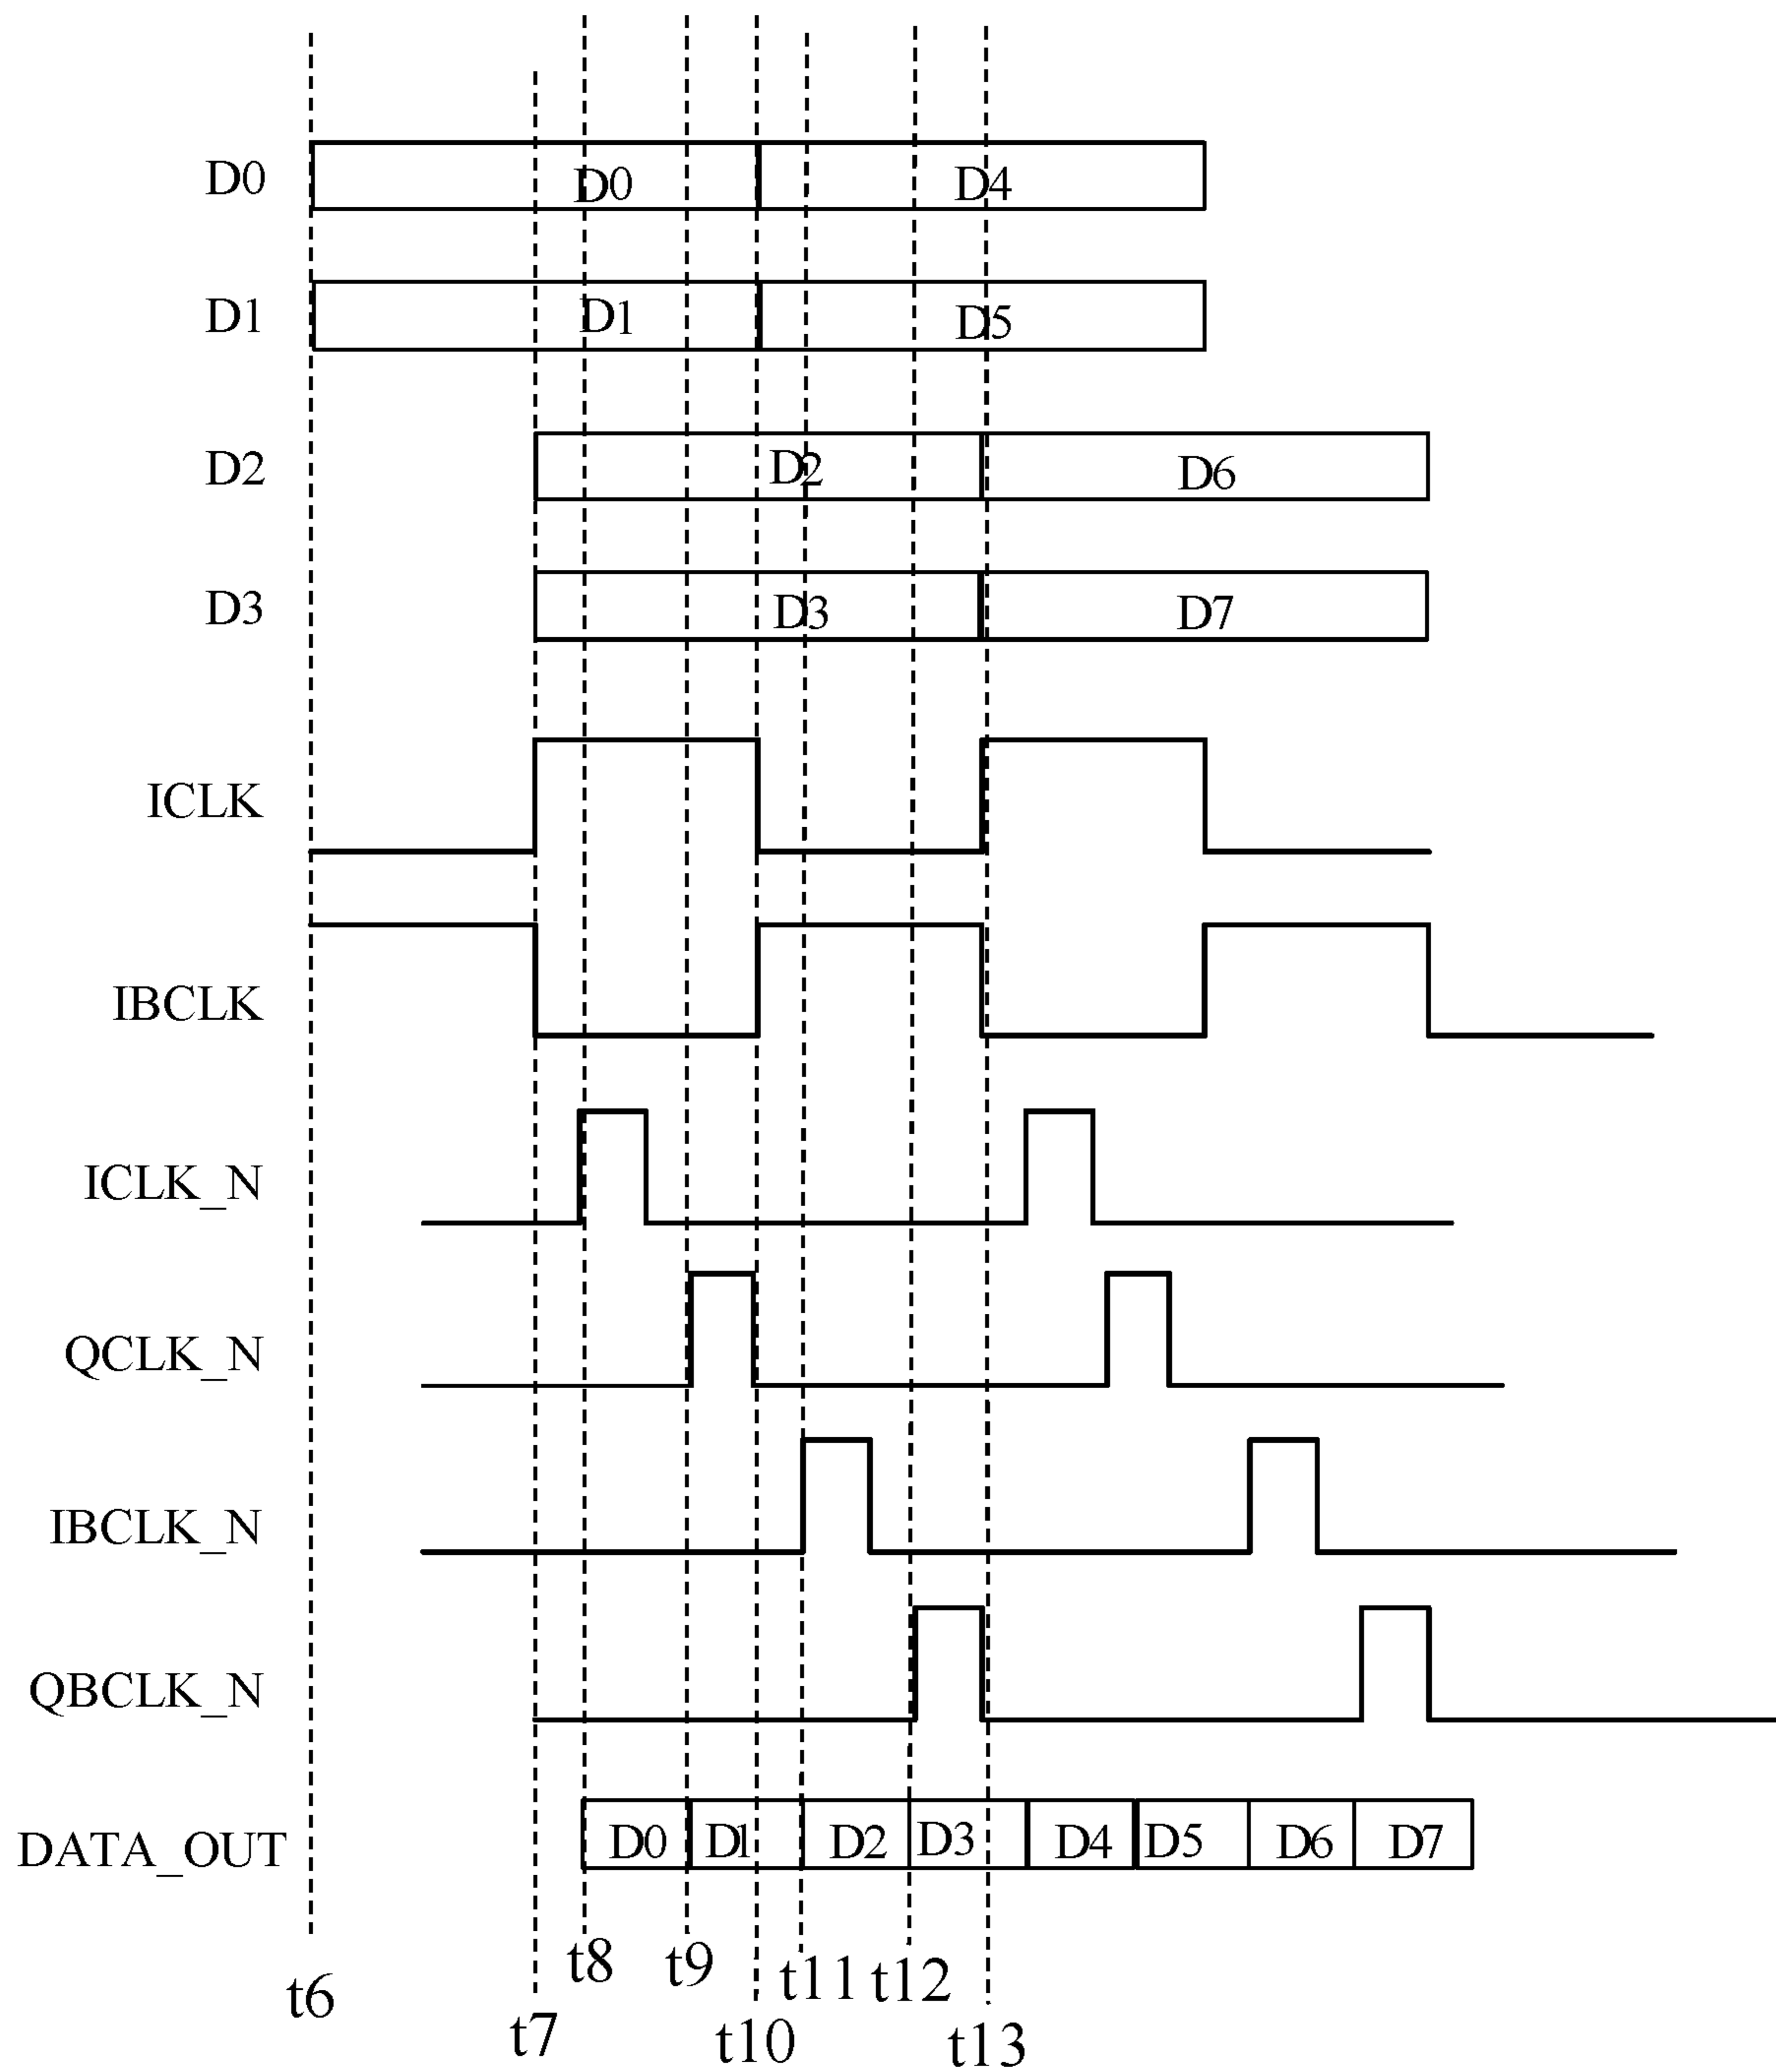 D0 D0 D4
D1 D1 D5
D2 D2 D6
D3 D3 D7
ICLK
IBCLK
ICLK_N
QCLK_N
IBCLK_N
QBCLK_N
DATA_OUT D0 D1 D2 D3 D4 D5 D6 D7
t6 t7 t8 t9 t10 t11 t12 t13